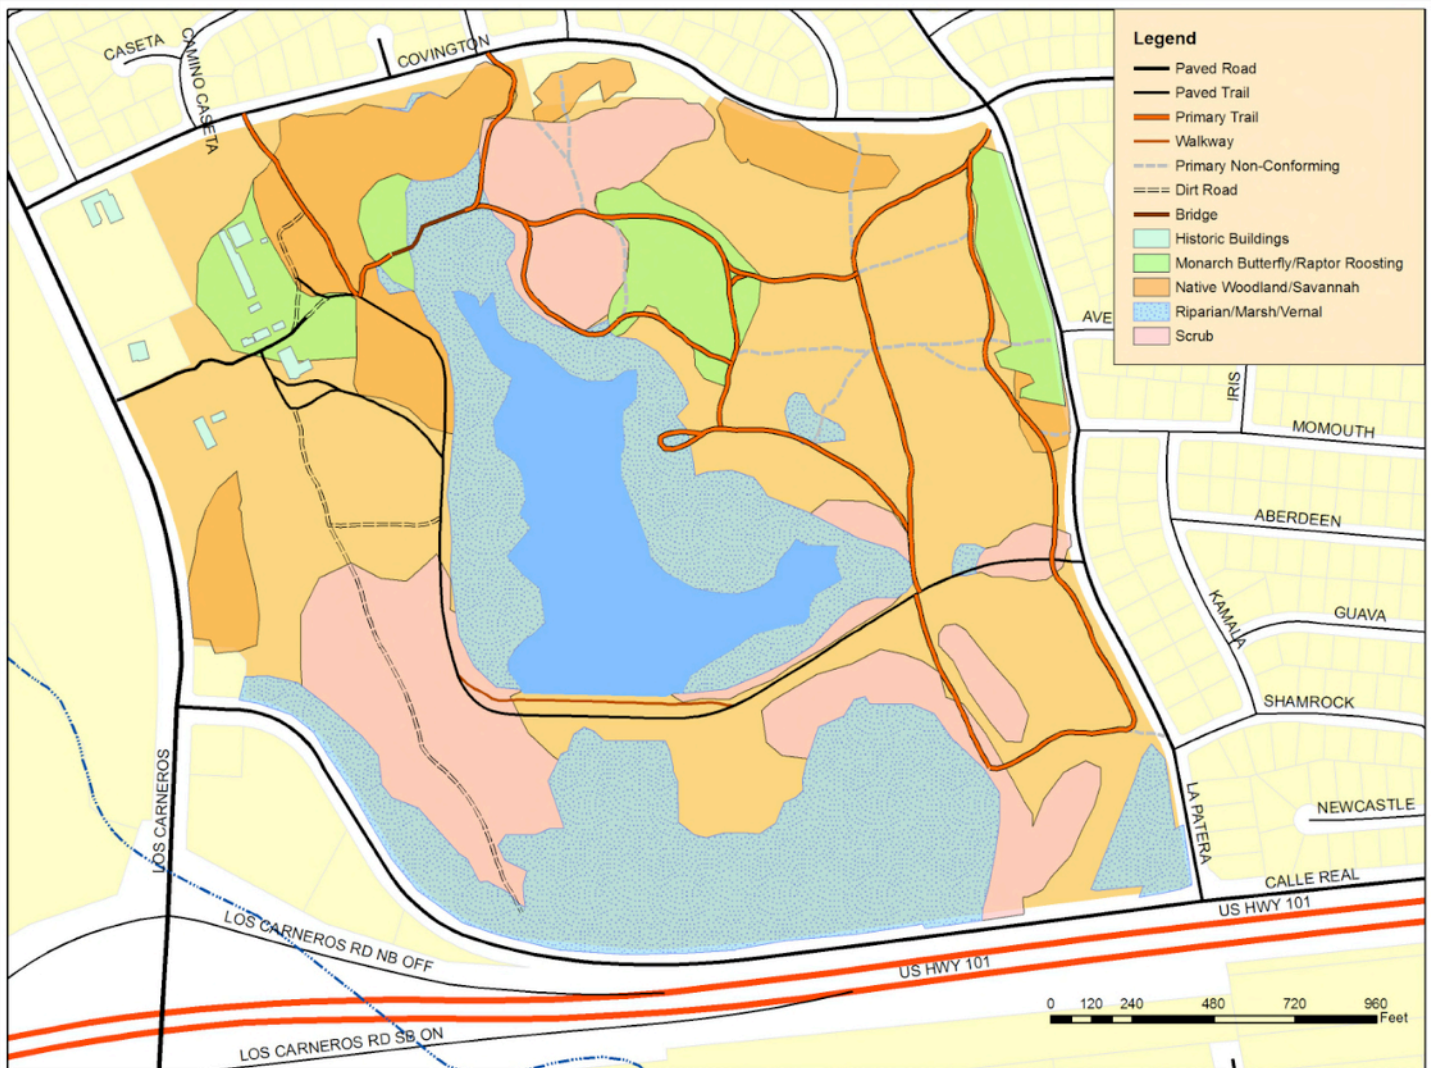 CASETA
CAMINO CASETA
COVINGTON
Legend
Paved Road
Paved Trail
Primary Trail
Walkway
Primary Non-Conforming
Dirt Road
Bridge
Historic Buildings
Monarch Butterfly/Raptor Roosting
Native Woodland/Savannah
Riparian/Marsh/Vernal
Scrub
AVE
IRIS
MOMOUTH
ABERDEEN
KAMALA
GUAVA
SHAMROCK
LOS CARNEROS
LA PATERA
NEWCASTLE
CALLE REAL
US HWY 101
LOS CARNEROS RD NB OFF
US HWY 101
0 120 240 480 720 960
Feet
LOS CARNEROS RD SB ON